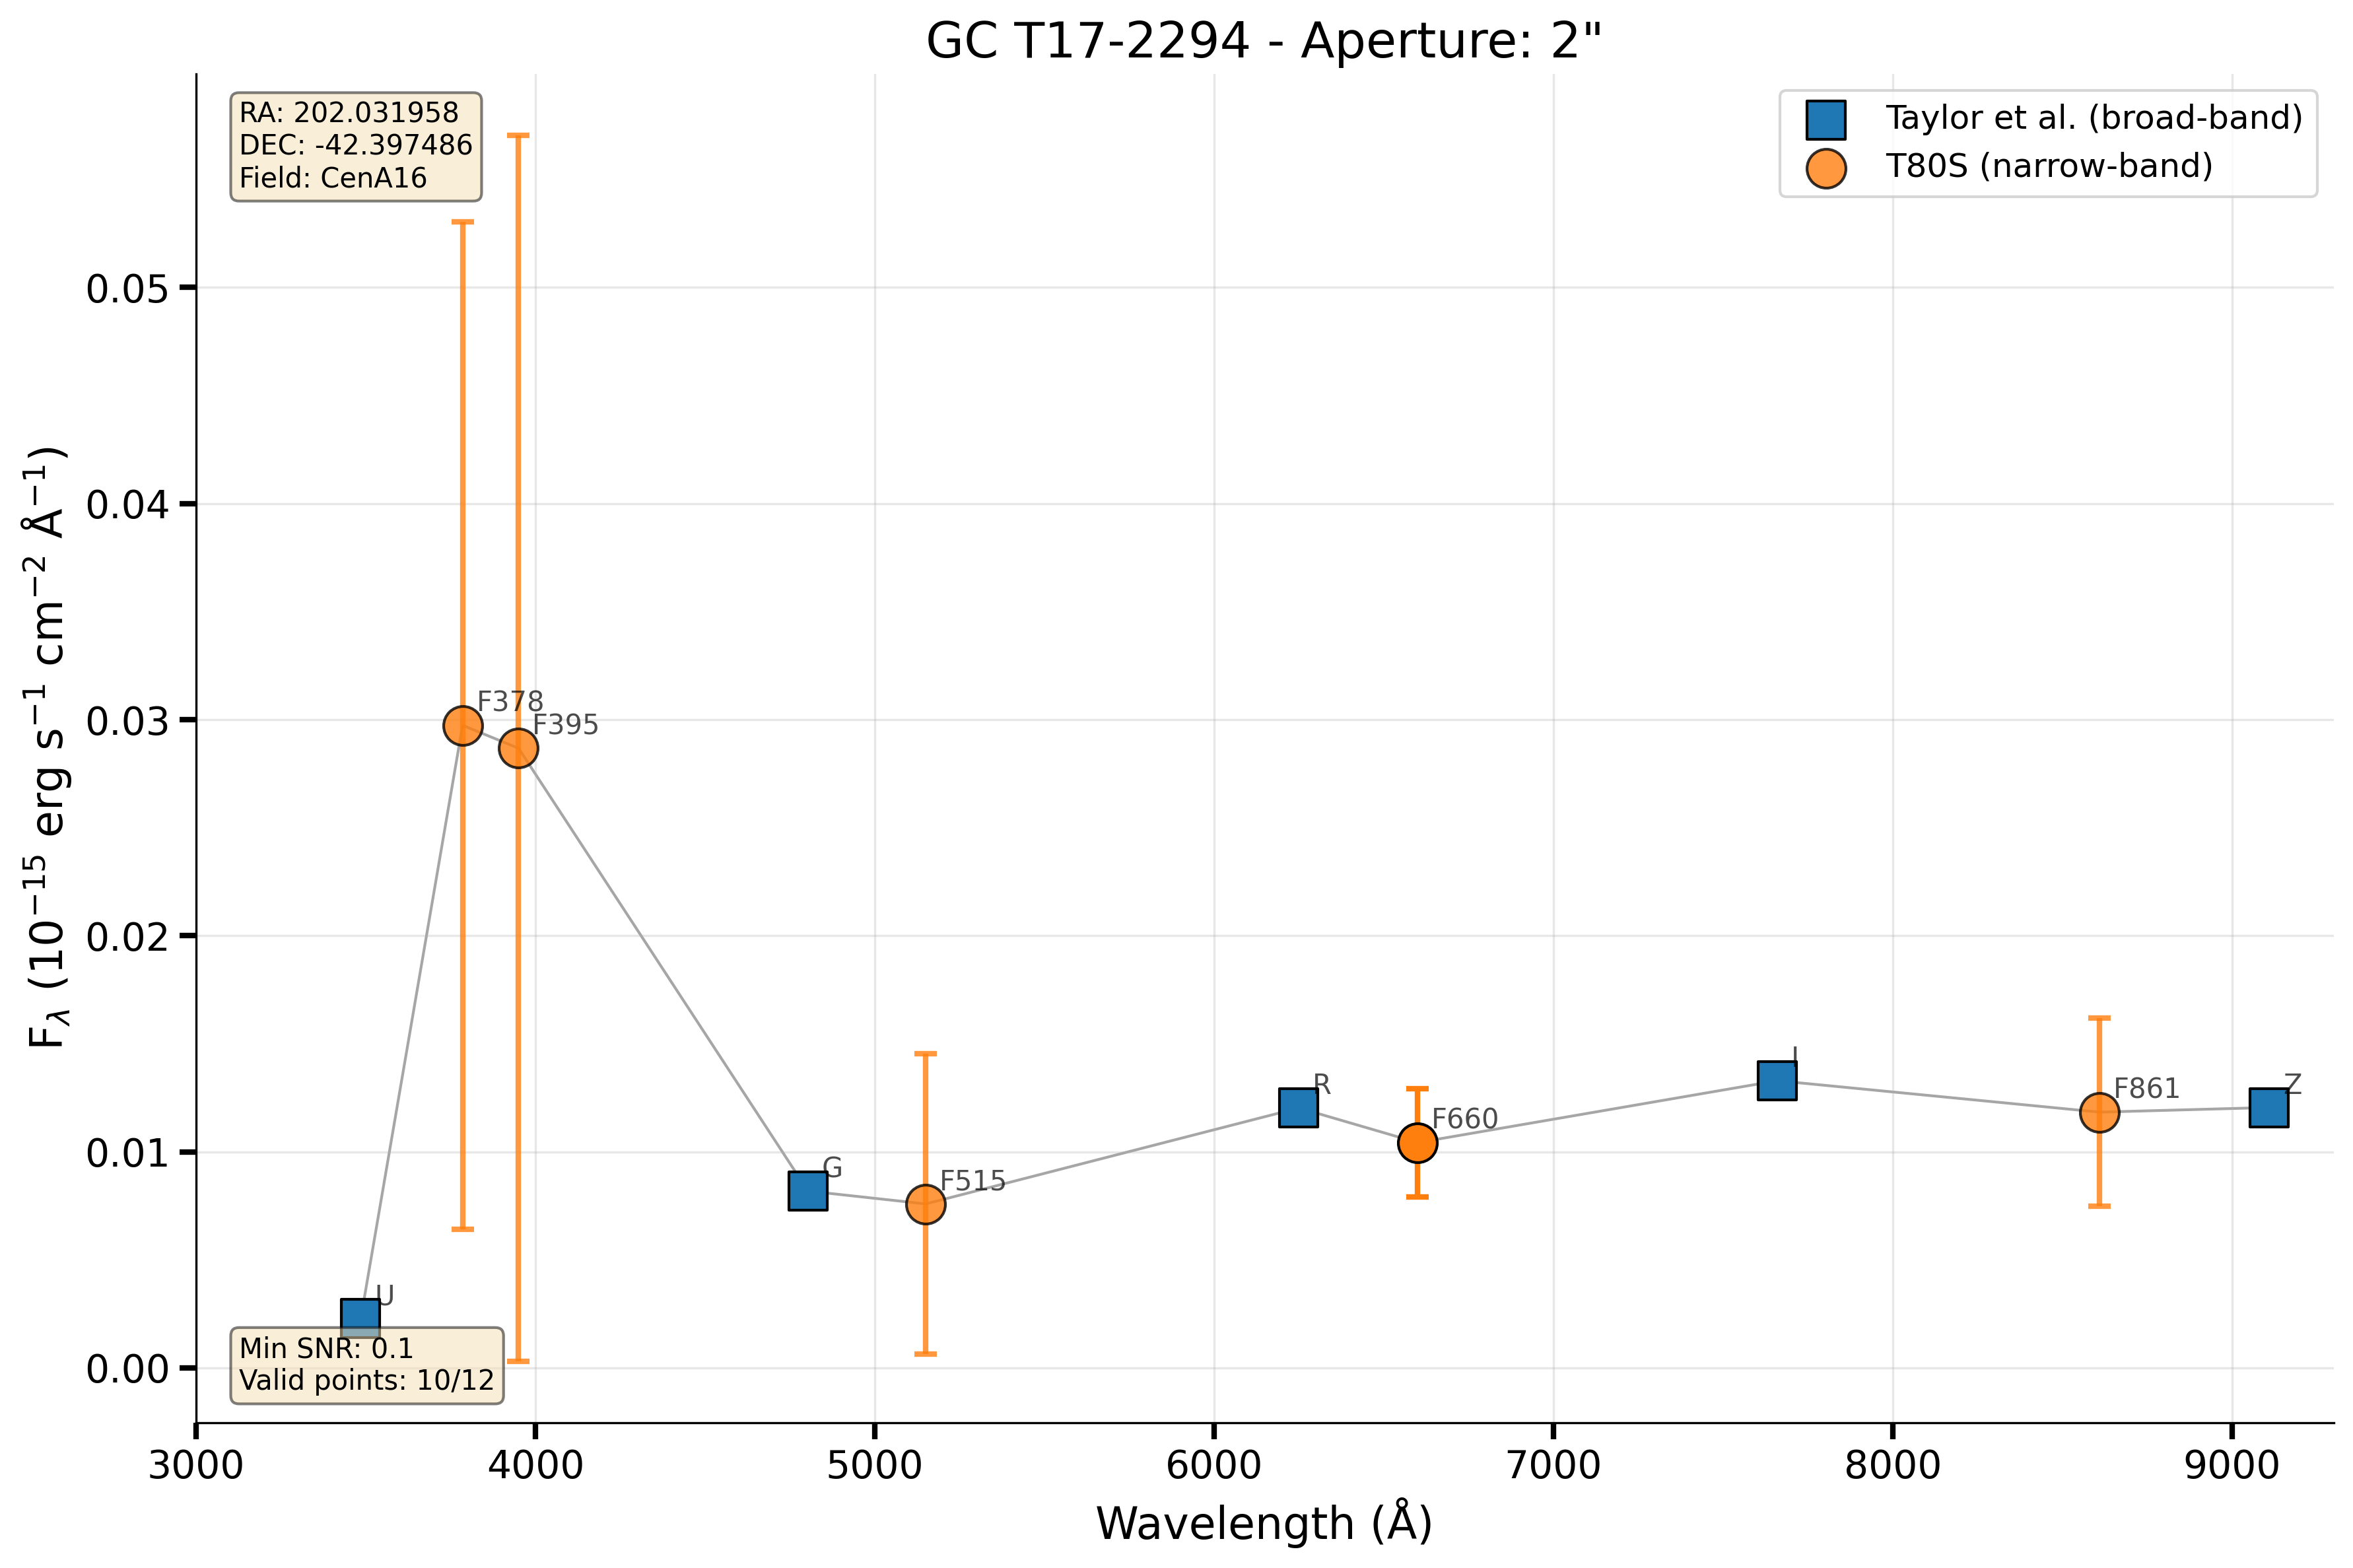 GC T17-2294 - Aperture: 2"
RA: 202.031958
DEC: -42.397486
Field: CenA16
Taylor et al. (broad-band)
T80S (narrow-band)
F_λ (10⁻¹⁵ erg s⁻¹ cm⁻² Å⁻¹)
0.05
0.04
0.03
0.02
0.01
0.00
F378
F395
U
G
F515
R
F660
I
F861
Z
Min SNR: 0.1
Valid points: 10/12
3000 4000 5000 6000 7000 8000 9000
Wavelength (Å)